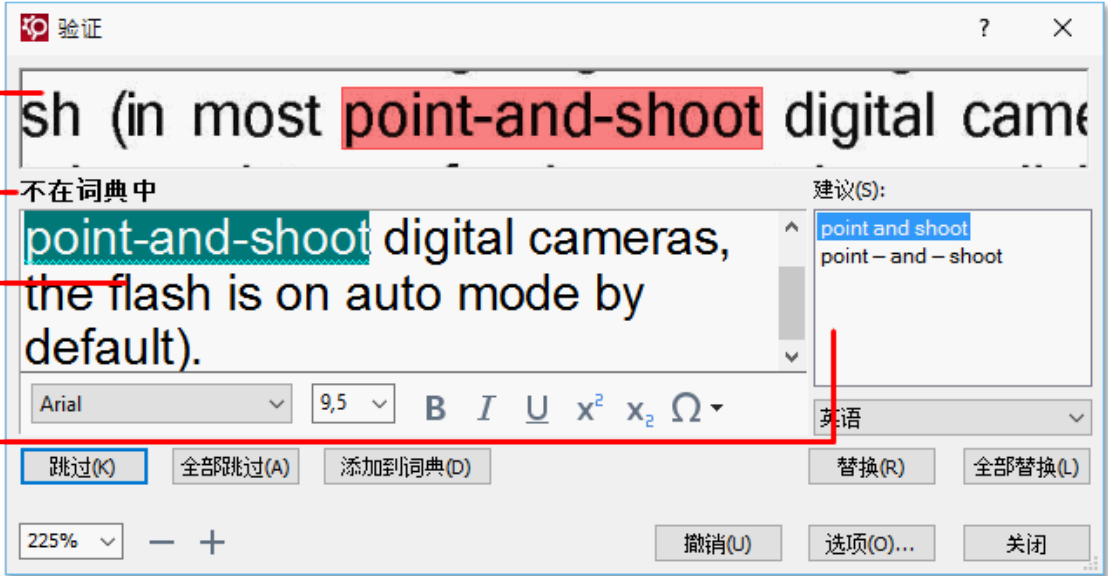 验证
?
sh (in most point-and-shoot digital came
不在词典中
建议(S):
point-and-shoot digital cameras,
the flash is on auto mode by
default).
point and shoot
point – and – shoot
Arial
9,5
B I U x² x₂ Ω
英语
跳过(K) 全部跳过(A) 添加到词典(D) 替换(R) 全部替换(L)
225% 撤销(U) 选项(O)... 关闭